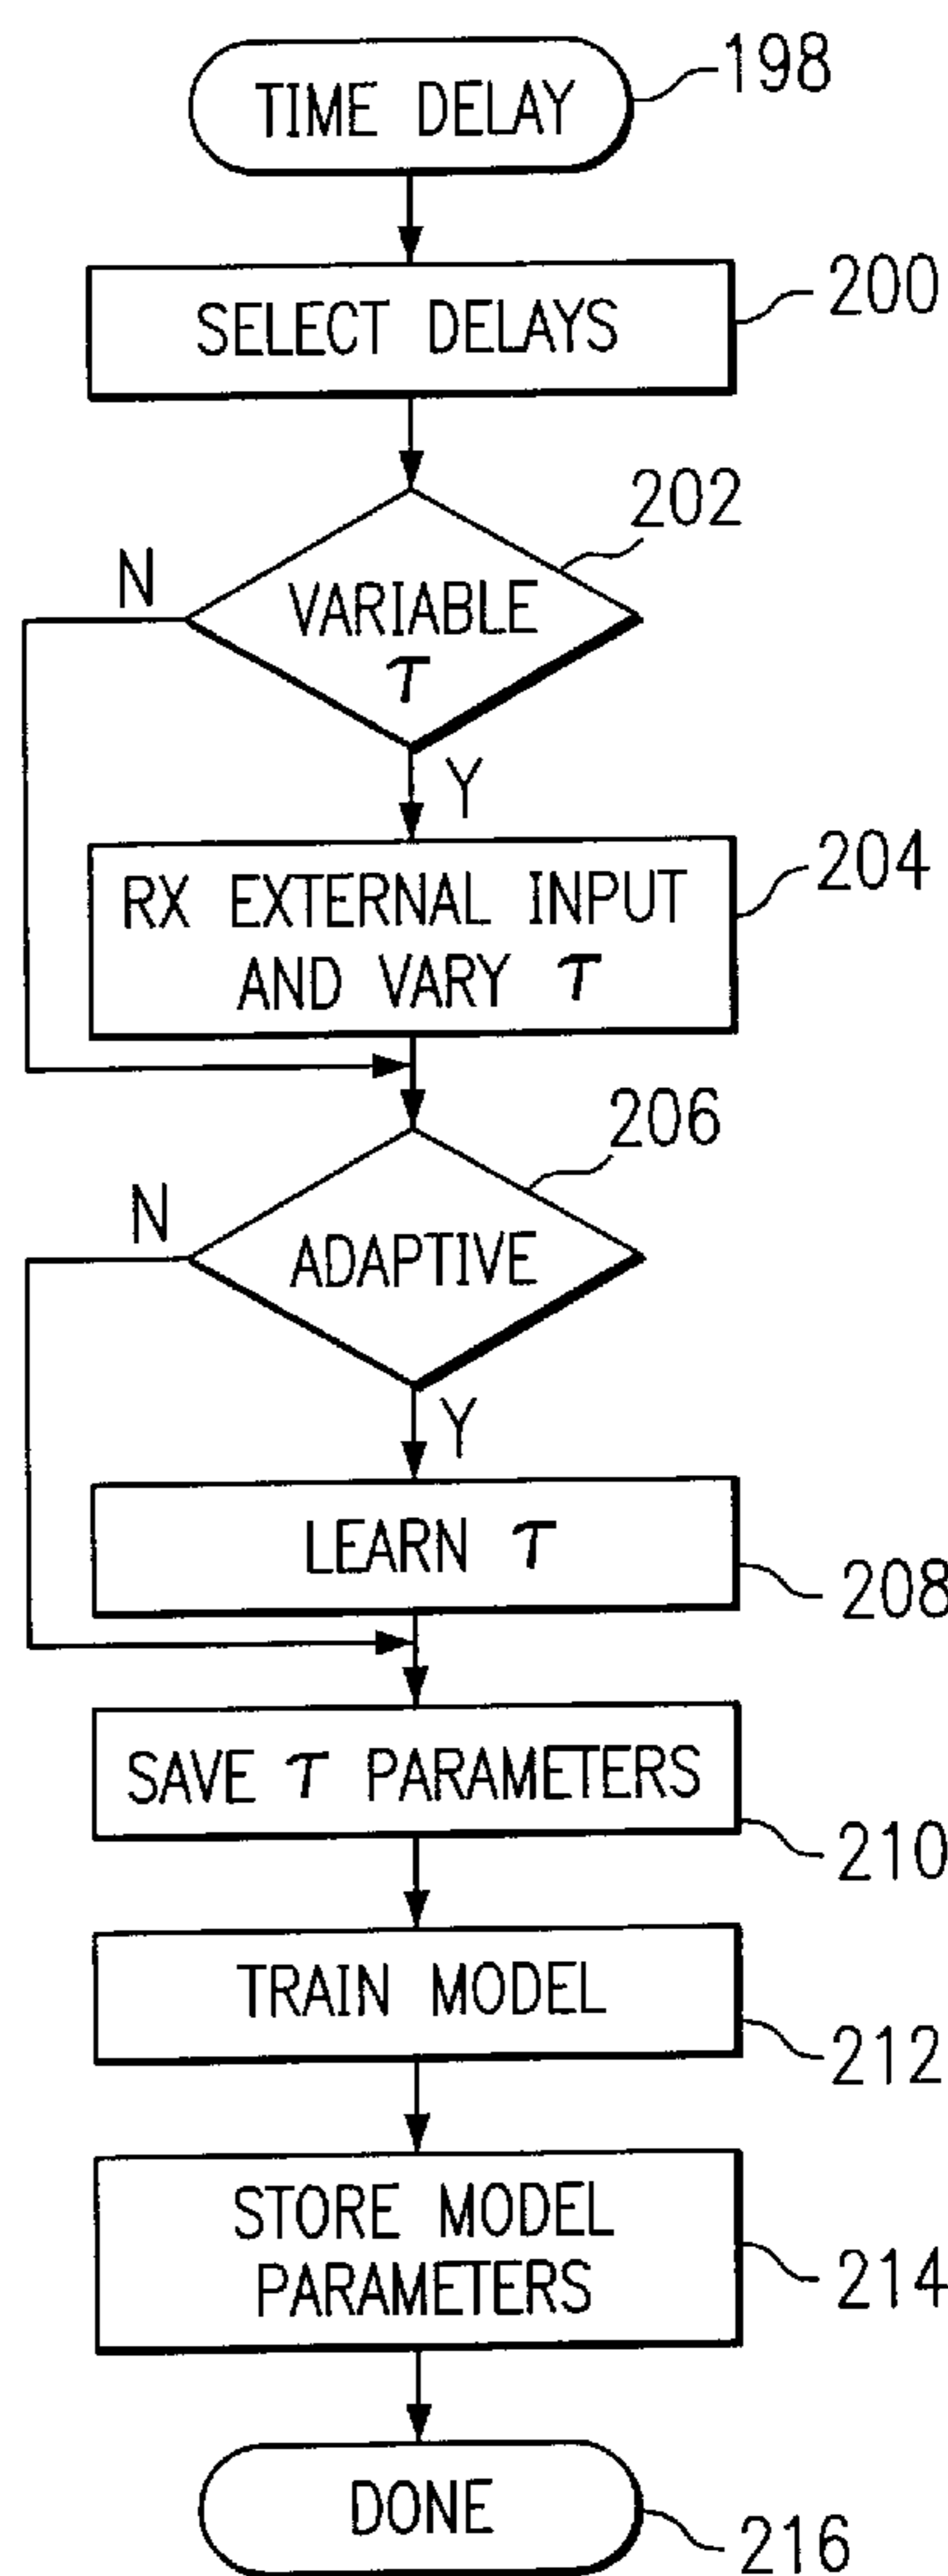 TIME DELAY
198
SELECT DELAYS
200
202
N
VARIABLE
τ
Y
RX EXTERNAL INPUT
AND VARY τ
204
206
N
ADAPTIVE
Y
LEARN τ
208
SAVE τ PARAMETERS
210
TRAIN MODEL
212
STORE MODEL
PARAMETERS
214
DONE
216